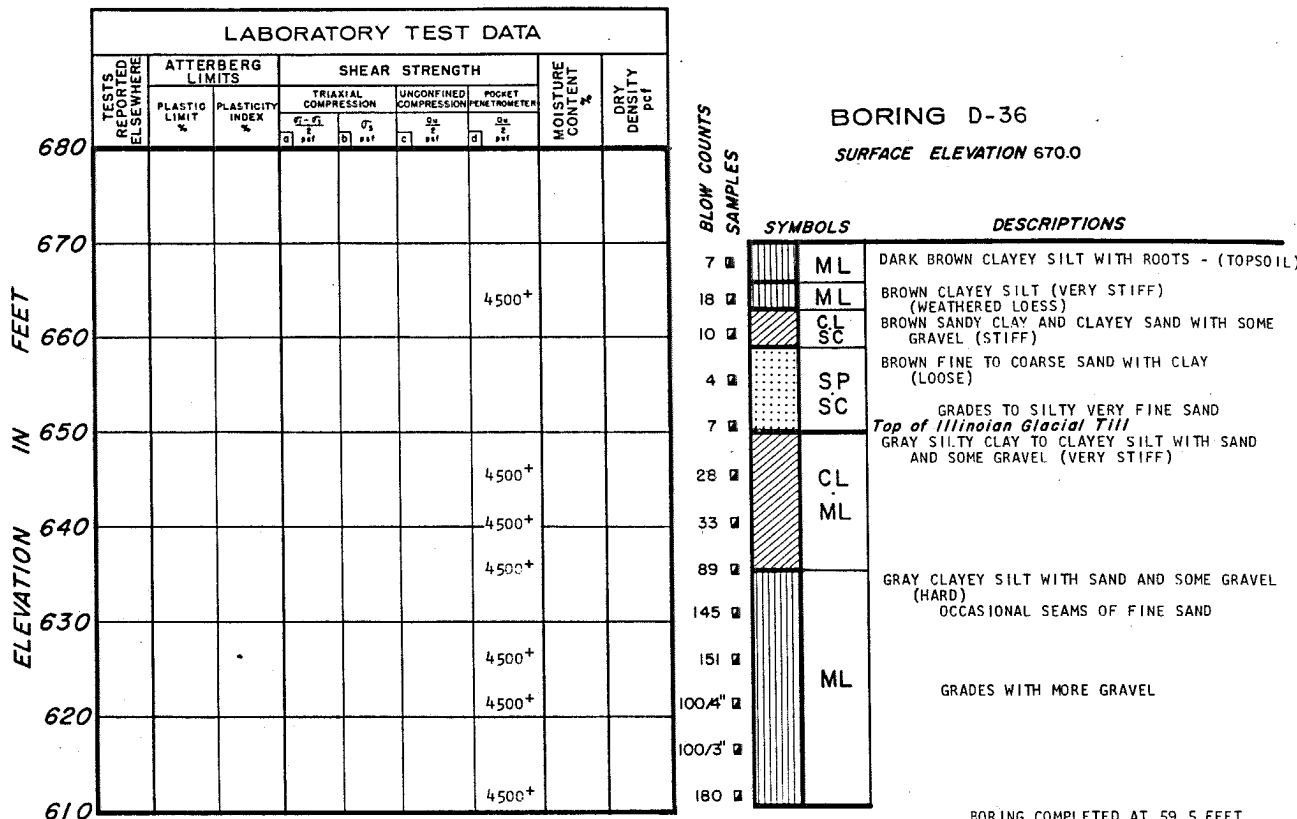 LABORATORY TEST DATA
TESTS REPORTED ELSEWHERE
ATTERBERG LIMITS
SHEAR STRENGTH
MOISTURE CONTENT %
DRY DENSITY pcf
PLASTIC LIMIT %
PLASTICITY INDEX %
TRIAXIAL COMPRESSION
UNCONFINED COMPRESSION
POCKET PENETROMETER
a
b
c
d
ELEVATION IN FEET
680
670
660
650
640
630
620
610
4500+
4500+
4500+
4500+
4500+
4500+
4500+
BORING D-36
SURFACE ELEVATION 670.0
BLOW COUNTS
SAMPLES
SYMBOLS
DESCRIPTIONS
7
ML
DARK BROWN CLAYEY SILT WITH ROOTS - (TOPSOIL)
18
ML
BROWN CLAYEY SILT (VERY STIFF)
(WEATHERED LOESS)
10
CL
SC
BROWN SANDY CLAY AND CLAYEY SAND WITH SOME
GRAVEL (STIFF)
4
SP
SC
BROWN FINE TO COARSE SAND WITH CLAY
(LOOSE)
GRADES TO SILTY VERY FINE SAND
7
Top of Illinoian Glacial Till
GRAY SILTY CLAY TO CLAYEY SILT WITH SAND
AND SOME GRAVEL (VERY STIFF)
28
CL
ML
33
89
GRAY CLAYEY SILT WITH SAND AND SOME GRAVEL
(HARD)
145
OCCASIONAL SEAMS OF FINE SAND
151
ML
GRADES WITH MORE GRAVEL
100/4"
100/3"
180
BORING COMPLETED AT 59.5 FEET